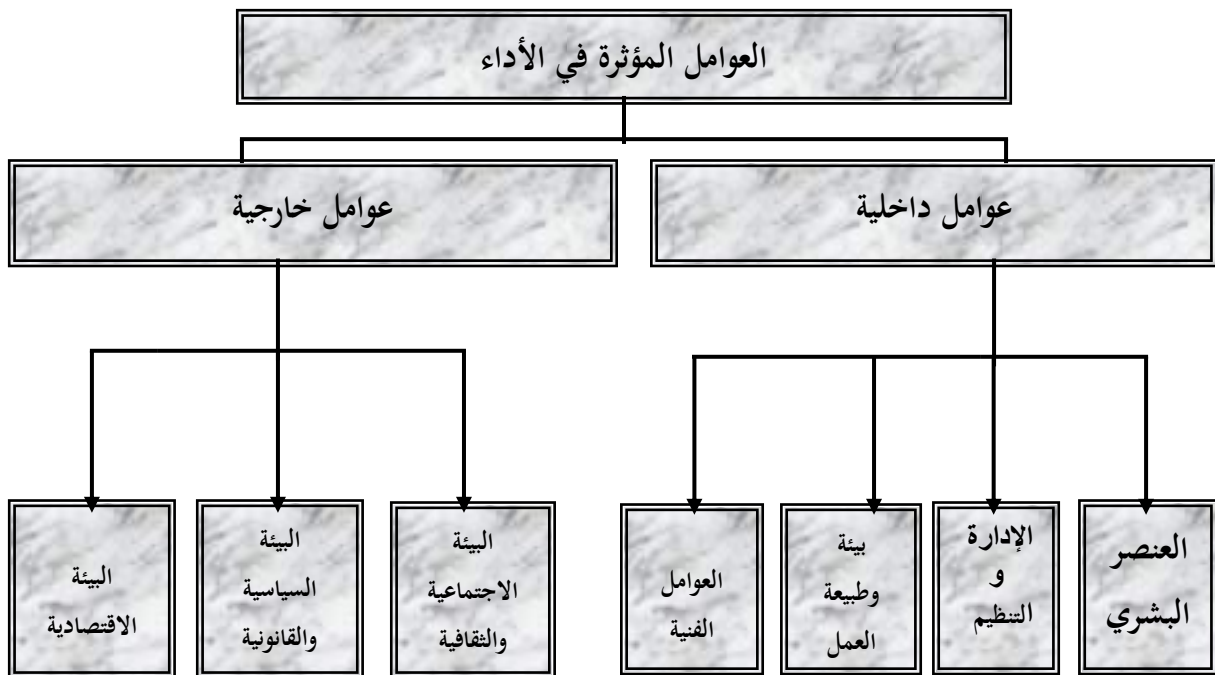 العوامل المؤثرة في الأداء
عوامل داخلية
عوامل خارجية
العنصر
البشري
الإدارة
و
التنظيم
بيئة
وطبيعة
العمل
العوامل
الفنية
البيئة
الاجتماعية
والثقافية
البيئة
السياسية
والقانونية
البيئة
الاقتصادية